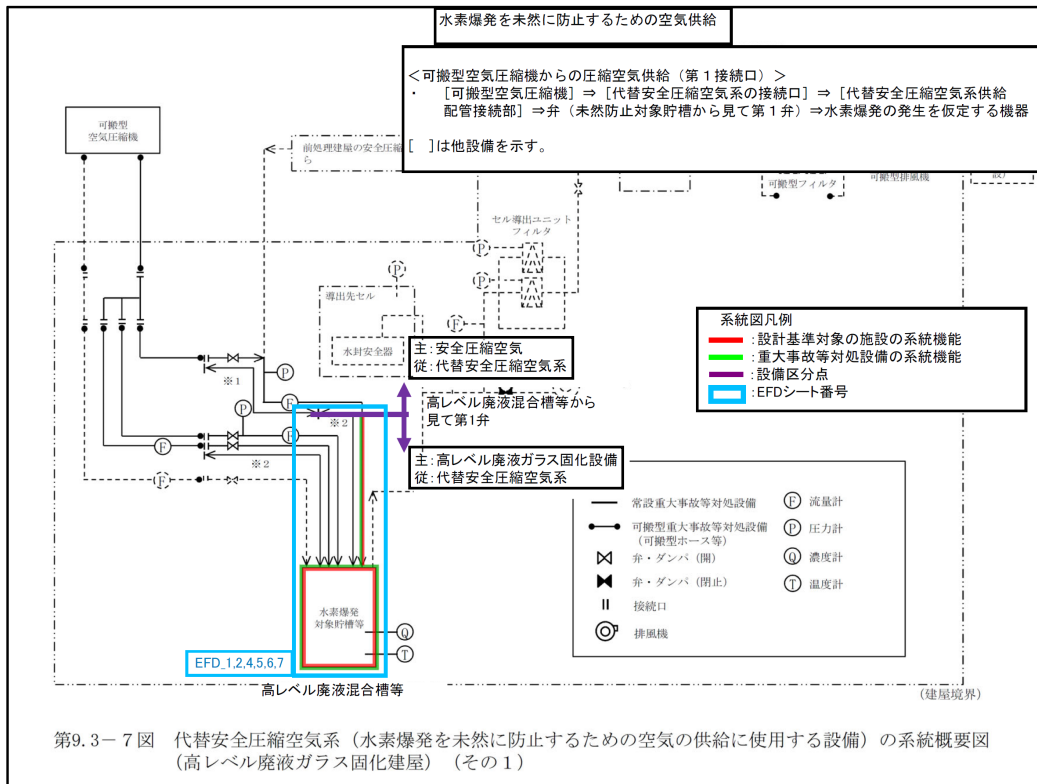 水素爆発を未然に防止するための空気供給
＜可搬型空気圧縮機からの圧縮空気供給（第１接続口）＞
・　［可搬型空気圧縮機］⇒［代替安全圧縮空気系の接続口］⇒［代替安全圧縮空気系供給
配管接続部］⇒弁（未然防止対象貯槽から見て第１弁）⇒水素爆発の発生を仮定する機器
［　］は他設備を示す。
可搬型
空気圧縮機
前処理建屋の安全圧縮
ら
可搬型フィルタ
可搬型排風機
設）
セル導出ユニット
フィルタ
P
P
P
F
導出先セル
水封安全器
系統図凡例
：設計基準対象の施設の系統機能
：重大事故等対処設備の系統機能
：設備区分点
：EFDシート番号
主：安全圧縮空気
従：代替安全圧縮空気系
※１
P
F
P
高レベル廃液混合槽等から
見て第1弁
※２
F
F
※２
F
主：高レベル廃液ガラス固化設備
従：代替安全圧縮空気系
常設重大事故等対処設備
可搬型重大事故等対処設備
（可搬型ホース等）
弁・ダンパ（開）
弁・ダンパ（閉止）
接続口
排風機
F 流量計
P 圧力計
Q 濃度計
T 温度計
水素爆発
対象貯槽等
Q
T
EFD_1,2,4,5,6,7
高レベル廃液混合槽等
（建屋境界）
第9.3－7図　代替安全圧縮空気系（水素爆発を未然に防止するための空気の供給に使用する設備）の系統概要図
（高レベル廃液ガラス固化建屋）（その１）